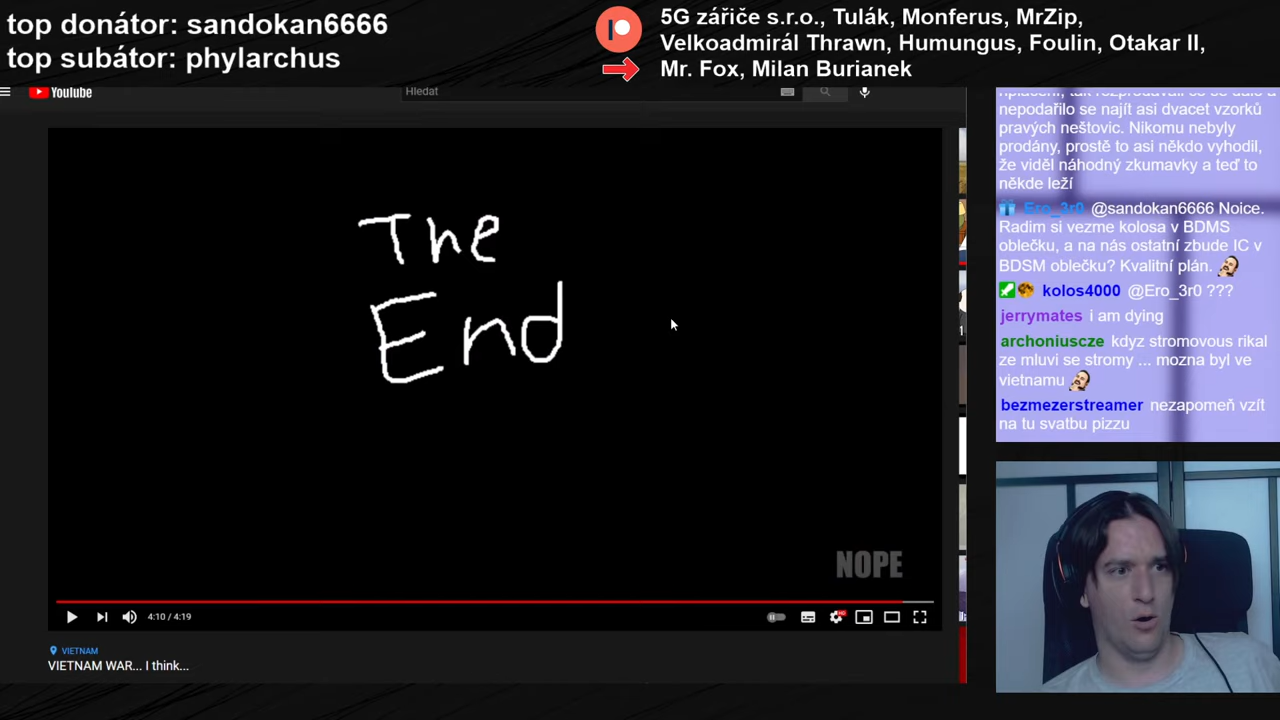 top donátor: sandokan6666
top subátor: phylarchus
5G zářiče s.r.o., Tulák, Monferus, MrZip,
Velkoadmirál Thrawn, Humungus, Foulin, Otakar II,
Mr. Fox, Milan Burianek
YouTube
Hledat
The
End
NOPE
4:10 / 4:19
HD
VIETNAM
VIETNAM WAR... I think...
nepodařilo se najít asi dvacet vzorků
pravých neštovic. Nikomu nebyly
prodány, prostě to asi někdo vyhodil,
že viděl náhodný zkumavky a teď to
někde leží
Ero_3r0 @sandokan6666 Noice.
Radim si vezme kolosa v BDMS
oblečku, a na nás ostatní zbude IC v
BDSM oblečku? Kvalitní plán.
kolos4000 @Ero_3r0 ???
jerrymates i am dying
archoniuscze kdyz stromovous rikal
ze mluvi se stromy ... mozna byl ve
vietnamu
bezmezerstreamer nezapomeň vzít
na tu svatbu pizzu